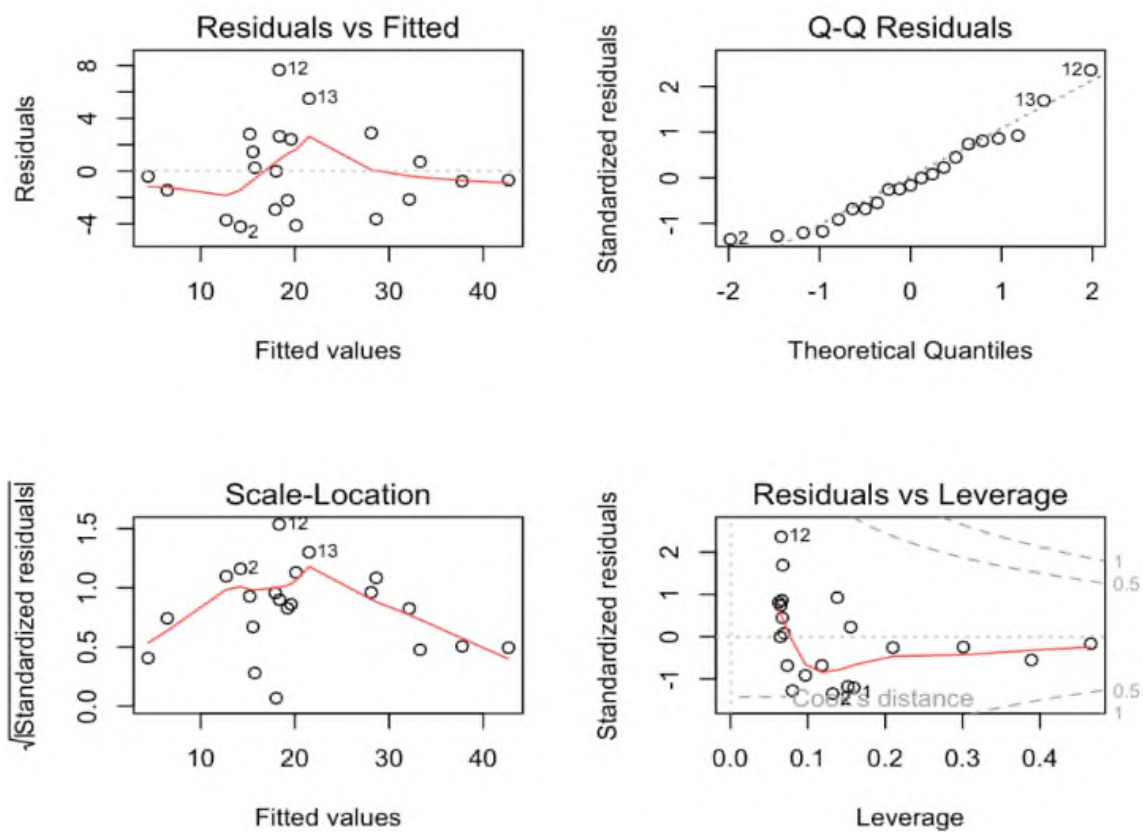 Residuals vs Fitted
Residuals
8
4
0
-4
12
13
2
10 20 30 40
Fitted values
Q-Q Residuals
Standardized residuals
2
1
0
-1
12
13
2
-2 -1 0 1 2
Theoretical Quantiles
Scale-Location
√|Standardized residuals|
1.5
1.0
0.5
0.0
12
13
2
10 20 30 40
Fitted values
Residuals vs Leverage
Standardized residuals
2
1
0
-1
12
2
1
Cook's distance
1
0.5
0.5
1
0.0 0.1 0.2 0.3 0.4
Leverage